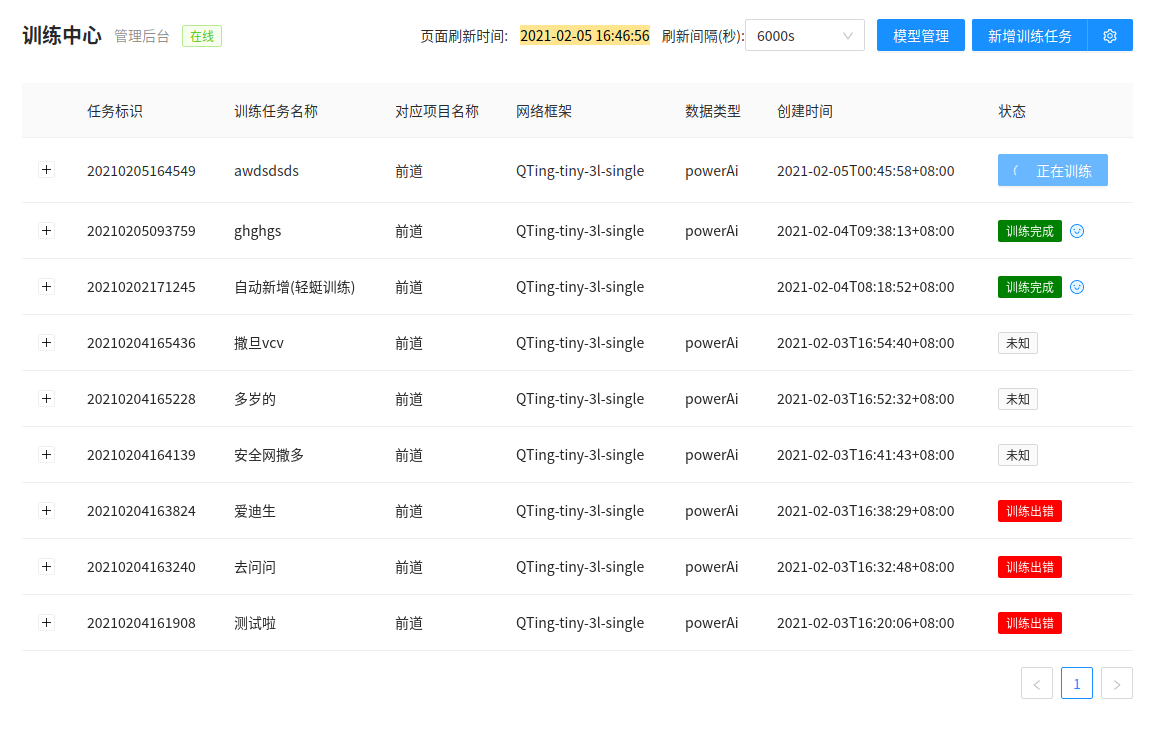 训练中心 管理后台 在线 页面刷新时间: 2021-02-05 16:46:56 刷新间隔(秒): 6000s 模型管理 新增训练任务
任务标识 训练任务名称 对应项目名称 网络框架 数据类型 创建时间 状态
20210205164549 awdsdsds 前道 QTing-tiny-3l-single powerAi 2021-02-05T00:45:58+08:00 正在训练
20210205093759 ghghgs 前道 QTing-tiny-3l-single powerAi 2021-02-04T09:38:13+08:00 训练完成
20210202171245 自动新增(轻蜓训练) 前道 QTing-tiny-3l-single 2021-02-04T08:18:52+08:00 训练完成
20210204165436 撒旦vcv 前道 QTing-tiny-3l-single powerAi 2021-02-03T16:54:40+08:00 未知
20210204165228 多岁的 前道 QTing-tiny-3l-single powerAi 2021-02-03T16:52:32+08:00 未知
20210204164139 安全网撒多 前道 QTing-tiny-3l-single powerAi 2021-02-03T16:41:43+08:00 未知
20210204163824 爱迪生 前道 QTing-tiny-3l-single powerAi 2021-02-03T16:38:29+08:00 训练出错
20210204163240 去问问 前道 QTing-tiny-3l-single powerAi 2021-02-03T16:32:48+08:00 训练出错
20210204161908 测试啦 前道 QTing-tiny-3l-single powerAi 2021-02-03T16:20:06+08:00 训练出错
< 1 >